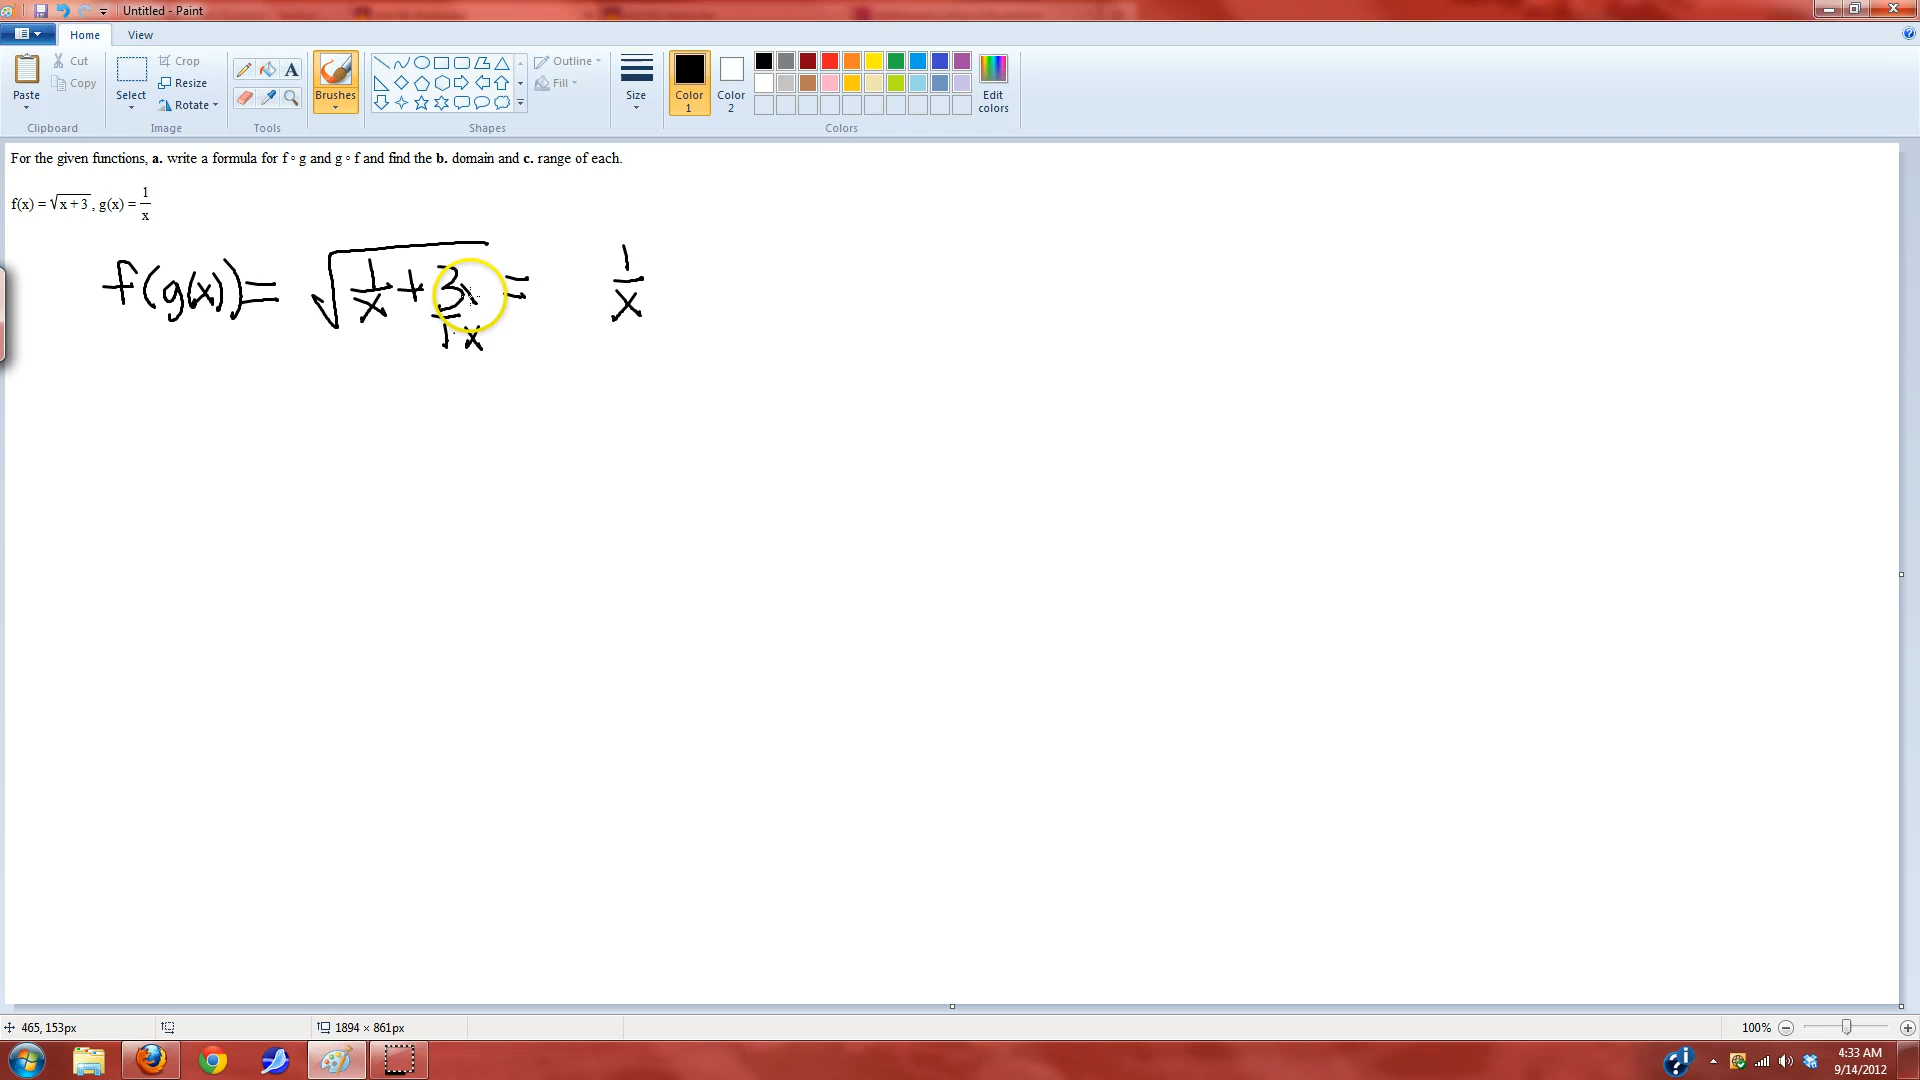 Untitled - Paint
Home View
Paste Cut Copy Select Crop Resize Rotate A Brushes Outline Fill Size Color 1 Color 2 Edit colors
Clipboard Image Tools Shapes Colors
For the given functions, a. write a formula for f ∘ g and g ∘ f and find the b. domain and c. range of each.
f(x) = √x + 3 , g(x) = 1/x
f(g(x)) = √1/x + 3/1·x = 1/x
465, 153px 1894 × 861px 100%
4:33 AM
9/14/2012